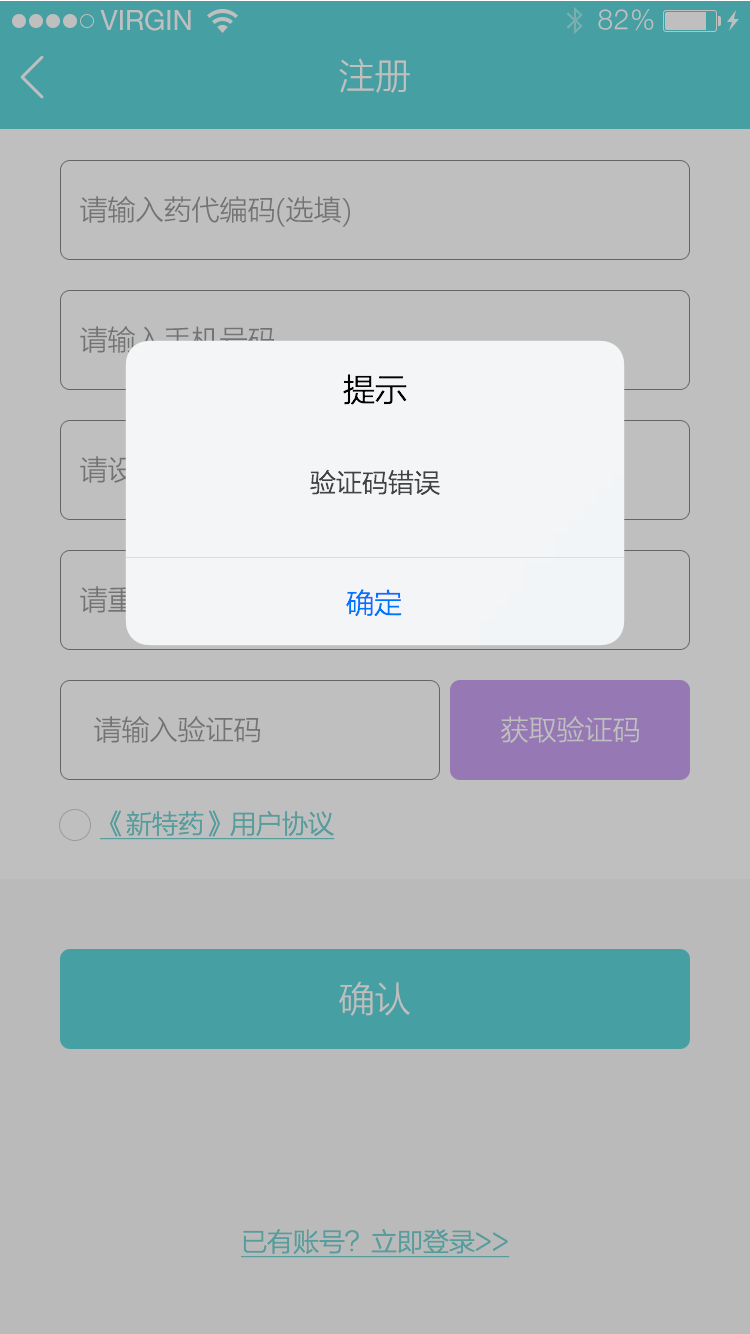 VIRGIN 82%
注册
请输入药代编码(选填)
请输入手机号码
提示
请设
验证码错误
请重
确定
请输入验证码 获取验证码
《新特药》用户协议
确认
已有账号？立即登录>>